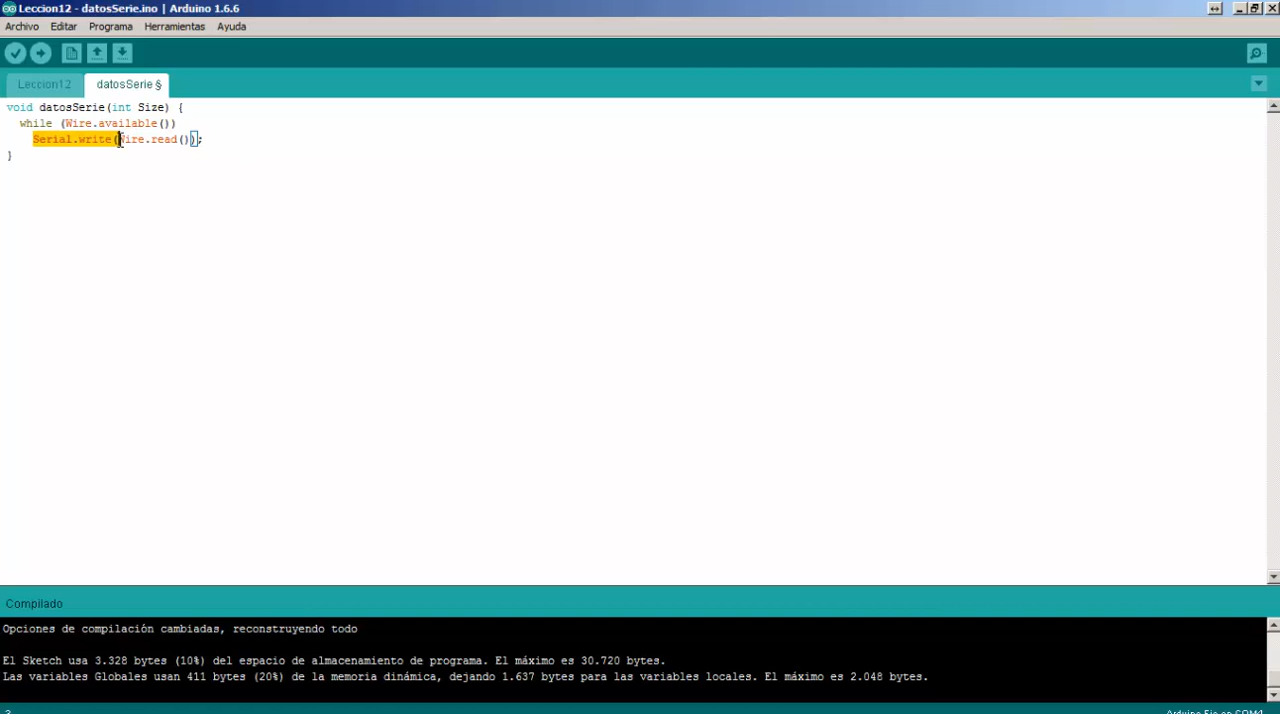 Leccion12 - datosSerie.ino | Arduino 1.6.6
Archivo Editar Programa Herramientas Ayuda
Leccion12 datosSerie §
void datosSerie(int Size) {
while (Wire.available())
Serial.write(Wire.read());
}
Compilado
Opciones de compilación cambiadas, reconstruyendo todo
El Sketch usa 3.328 bytes (10%) del espacio de almacenamiento de programa. El máximo es 30.720 bytes.
Las variables Globales usan 411 bytes (20%) de la memoria dinámica, dejando 1.637 bytes para las variables locales. El máximo es 2.048 bytes.